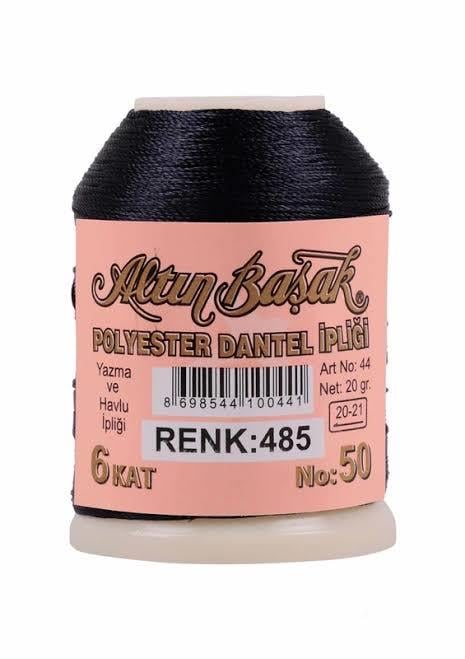 Altın Başak ®
POLYESTER DANTEL İPLİĞİ
Yazma
ve
Havlu
İpliği
8 698544 100441
Art No: 44
Net: 20 gr.
20-21
RENK:485
6 KAT
No:50